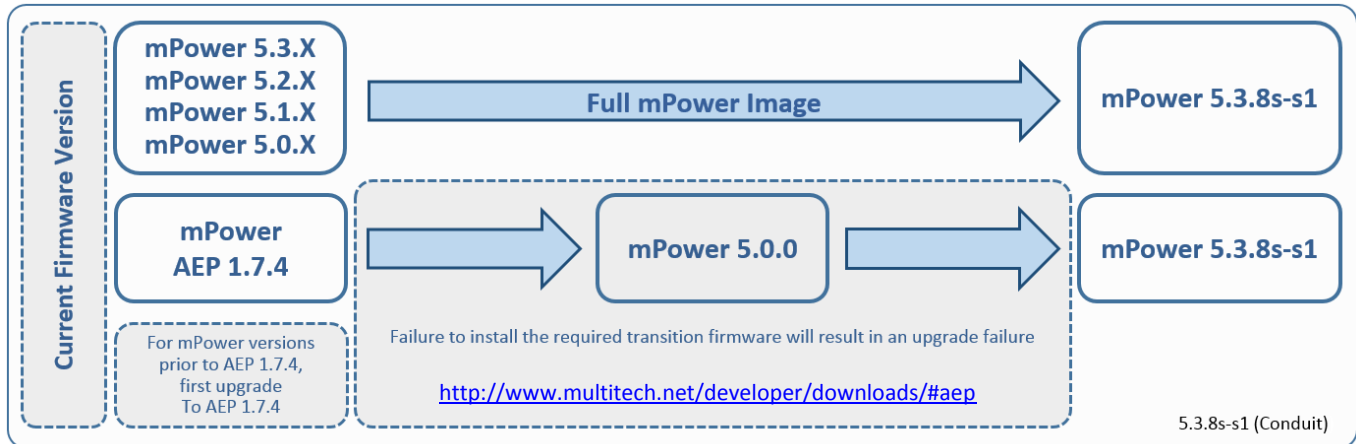 Current Firmware Version
mPower 5.3.X
mPower 5.2.X
mPower 5.1.X
mPower 5.0.X
Full mPower Image
mPower 5.3.8s-s1
mPower
AEP 1.7.4
mPower 5.0.0
mPower 5.3.8s-s1
For mPower versions
prior to AEP 1.7.4,
first upgrade
To AEP 1.7.4
Failure to install the required transition firmware will result in an upgrade failure
http://www.multitech.net/developer/downloads/#aep
5.3.8s-s1 (Conduit)